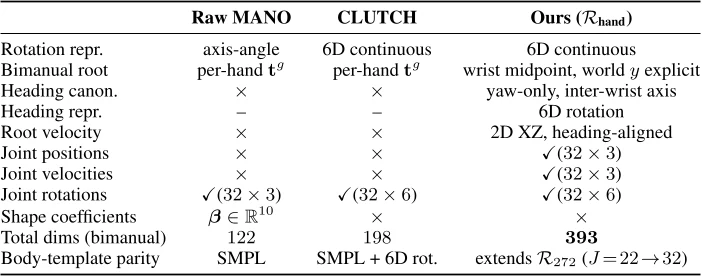 Raw MANO CLUTCH Ours (𝓡hand)
Rotation repr. axis-angle 6D continuous 6D continuous
Bimanual root per-hand t^g per-hand t^g wrist midpoint, world y explicit
Heading canon. × × yaw-only, inter-wrist axis
Heading repr. – – 6D rotation
Root velocity × × 2D XZ, heading-aligned
Joint positions × × ✓(32 × 3)
Joint velocities × × ✓(32 × 3)
Joint rotations ✓(32 × 3) ✓(32 × 6) ✓(32 × 6)
Shape coefficients β ∈ ℝ^10 × ×
Total dims (bimanual) 122 198 393
Body-template parity SMPL SMPL + 6D rot. extends 𝓡272 (J = 22 → 32)